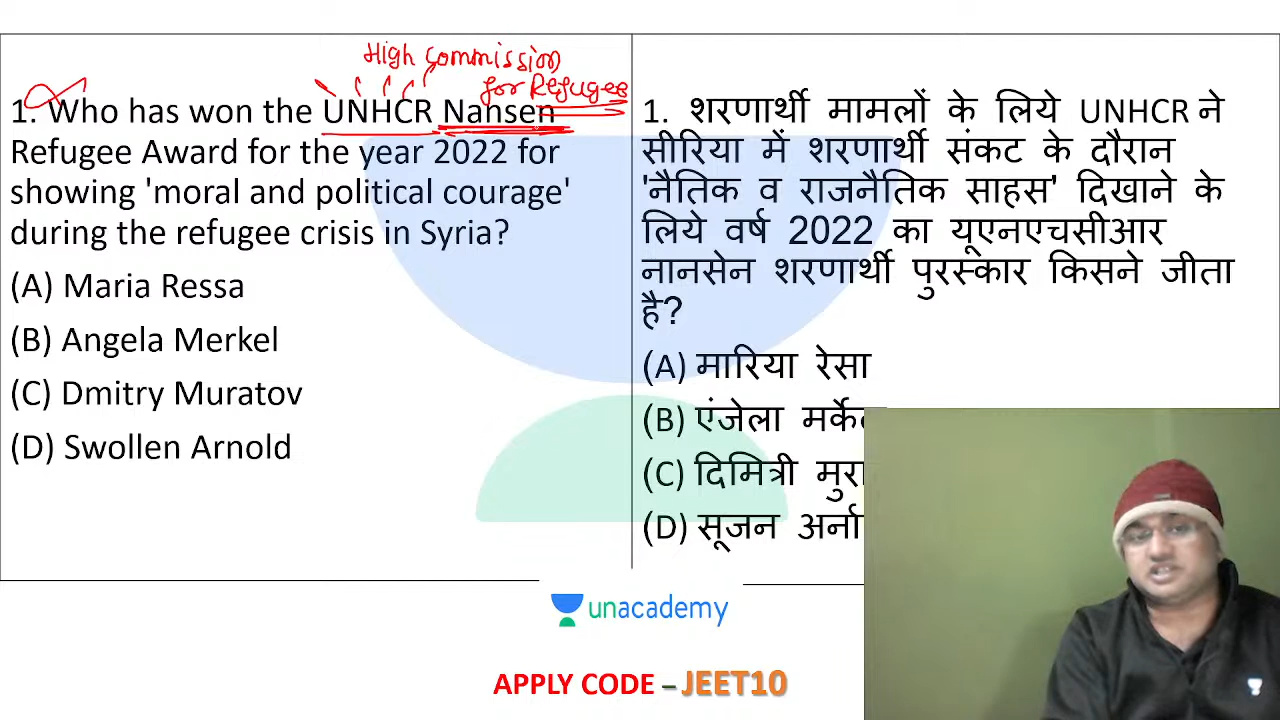 High Commission
for Refugee
1. Who has won the UNHCR Nansen
Refugee Award for the year 2022 for
showing 'moral and political courage'
during the refugee crisis in Syria?
(A) Maria Ressa
(B) Angela Merkel
(C) Dmitry Muratov
(D) Swollen Arnold
1. शरणार्थी मामलों के लिये UNHCR ने
सीरिया में शरणार्थी संकट के दौरान
'नैतिक व राजनैतिक साहस' दिखाने के
लिये वर्ष 2022 का यूएनएचसीआर
नानसेन शरणार्थी पुरस्कार किसने जीता
है?
(A) मारिया रेसा
(B) एंजेला
(C) दिमित्री
(D) सूजन
unacademy
APPLY CODE – JEET10